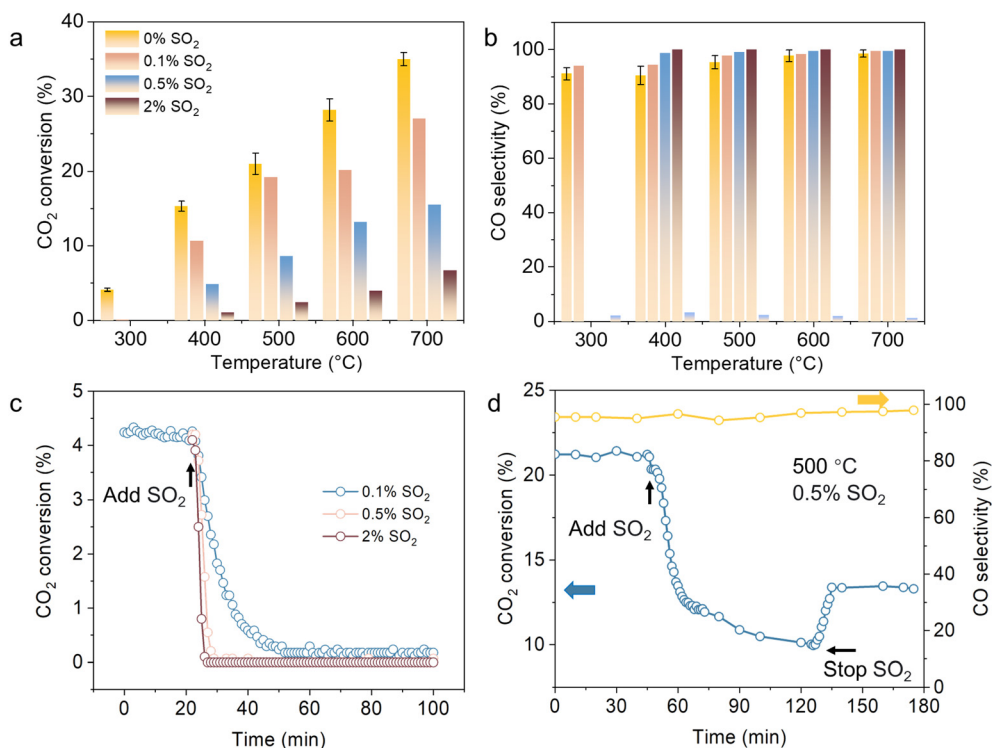 a
40
30
20
10
0
CO₂ conversion (%)
0% SO₂
0.1% SO₂
0.5% SO₂
2% SO₂
300 400 500 600 700
Temperature (°C)
b
100
80
60
40
20
0
CO selectivity (%)
300 400 500 600 700
Temperature (°C)
c
5
4
3
2
1
0
CO₂ conversion (%)
Add SO₂
0.1% SO₂
0.5% SO₂
2% SO₂
0 20 40 60 80 100
Time (min)
d
25
20
15
10
CO₂ conversion (%)
500 °C
0.5% SO₂
Add SO₂
Stop SO₂
100
80
60
40
20
0
CO selectivity (%)
0 30 60 90 120 150 180
Time (min)